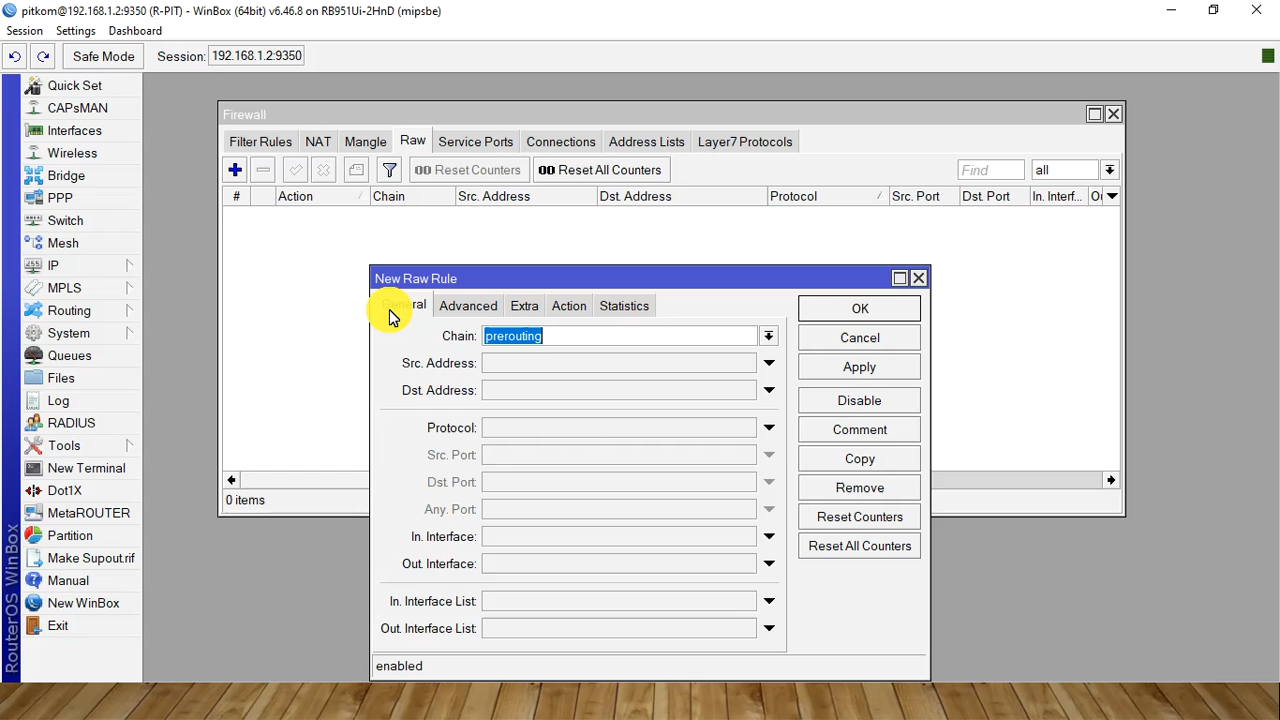 pitkom@192.168.1.2:9350 (R-PIT) - WinBox (64bit) v6.46.8 on RB951Ui-2HnD (mipsbe)
Session Settings Dashboard
Safe Mode Session: 192.168.1.2:9350
Quick Set
CAPsMAN
Interfaces
Wireless
Bridge
PPP
Switch
Mesh
IP
MPLS
Routing
System
Queues
Files
Log
RADIUS
Tools
New Terminal
Dot1X
MetaROUTER
Partition
Make Supout.rif
Manual
New WinBox
Exit
RouterOS WinBox
Firewall
Filter Rules NAT Mangle Raw Service Ports Connections Address Lists Layer7 Protocols
00 Reset Counters 00 Reset All Counters Find all
# Action Chain Src. Address Dst. Address Protocol Src. Port Dst. Port In. Interf...
0 items
New Raw Rule
General Advanced Extra Action Statistics
Chain: prerouting
Src. Address:
Dst. Address:
Protocol:
Src. Port:
Dst. Port:
Any. Port:
In. Interface:
Out. Interface:
In. Interface List:
Out. Interface List:
OK
Cancel
Apply
Disable
Comment
Copy
Remove
Reset Counters
Reset All Counters
enabled